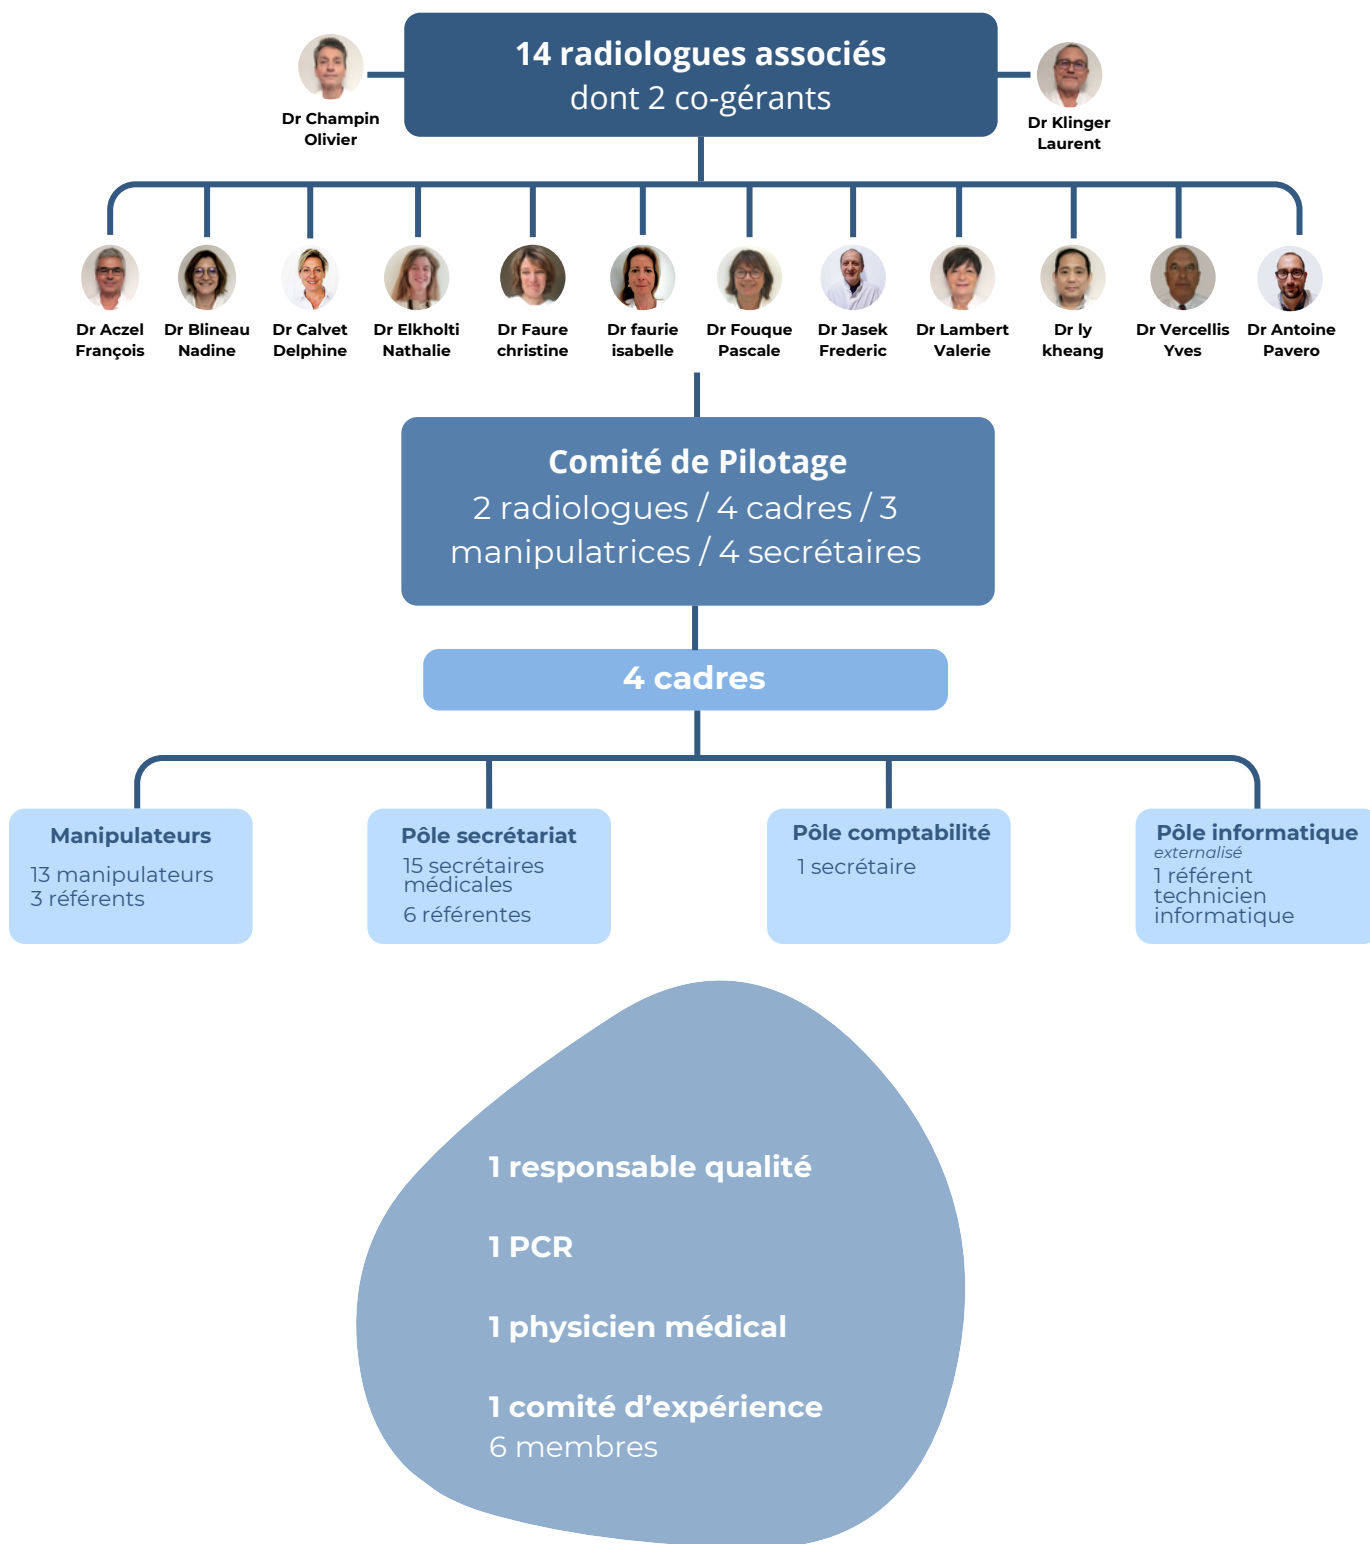 14 radiologues associés
dont 2 co-gérants
Dr Champin
Olivier
Dr Klinger
Laurent
Dr Aczel
François
Dr Blineau
Nadine
Dr Calvet
Delphine
Dr Elkholti
Nathalie
Dr Faure
christine
Dr faurie
isabelle
Dr Fouque
Pascale
Dr Jasek
Frederic
Dr Lambert
Valerie
Dr ly
kheang
Dr Vercellis
Yves
Dr Antoine
Pavero
Comité de Pilotage
2 radiologues / 4 cadres / 3
manipulatrices / 4 secrétaires
4 cadres
Manipulateurs
13 manipulateurs
3 référents
Pôle secrétariat
15 secrétaires
médicales
6 référentes
Pôle comptabilité
1 secrétaire
Pôle informatique
externalisé
1 référent
technicien
informatique
1 responsable qualité
1 PCR
1 physicien médical
1 comité d’expérience
6 membres